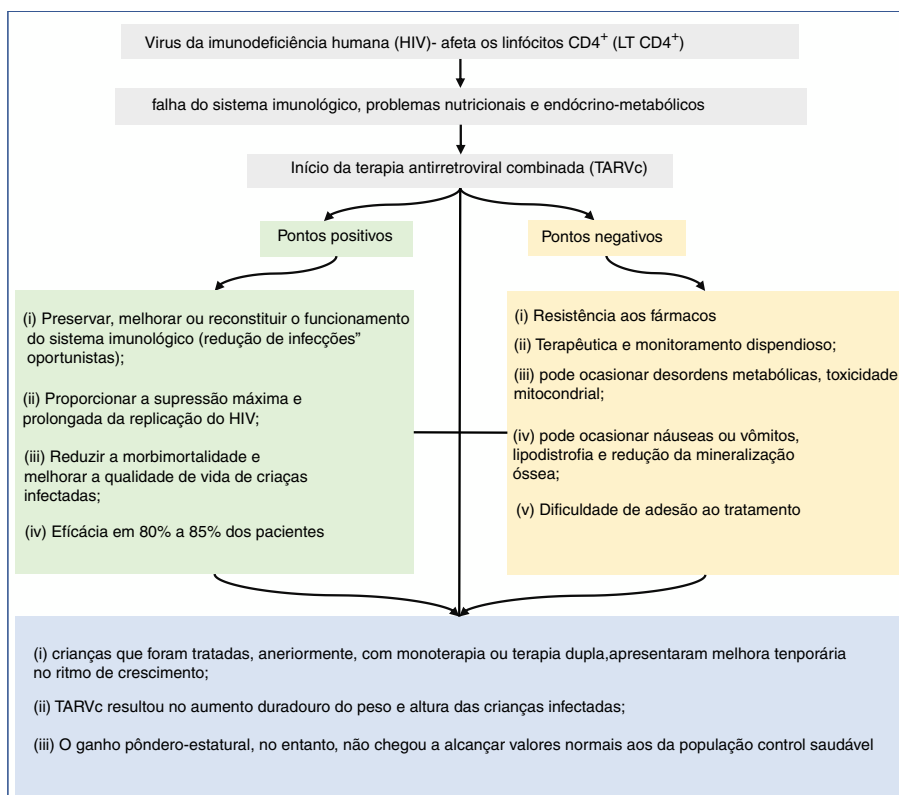 Virus da imunodeficiência humana (HIV)- afeta os linfócitos CD4+ (LT CD4+)
falha do sistema imunológico, problemas nutricionais e endócrino-metabólicos
Início da terapia antirretroviral combinada (TARVc)
Pontos positivos
Pontos negativos
(i) Preservar, melhorar ou reconstituir o funcionamento
do sistema imunológico (redução de infecções”
oportunistas);
(ii) Proporcionar a supressão máxima e
prolongada da replicação do HIV;
(iii) Reduzir a morbimortalidade e
melhorar a qualidade de vida de criaças
infectadas;
(iv) Efícácia em 80% a 85% dos pacientes
(i) Resistência aos fármacos
(ii) Terapêutica e monitoramento dispendioso;
(iii) pode ocasionar desordens metabólicas, toxicidade
mitocondrial;
(iv) pode ocasionar náuseas ou vômitos,
lipodistrofia e redução da mineralização
óssea;
(v) Dificuldade de adesão ao tratamento
(i) crianças que foram tratadas, aneriormente, com monoterapia ou terapia dupla,apresentaram melhora tenporária
no ritmo de crescimento;
(ii) TARVc resultou no aumento duradouro do peso e altura das crianças infectadas;
(iii) O ganho pôndero-estatural, no entanto, não chegou a alcançar valores normais aos da população control saudável